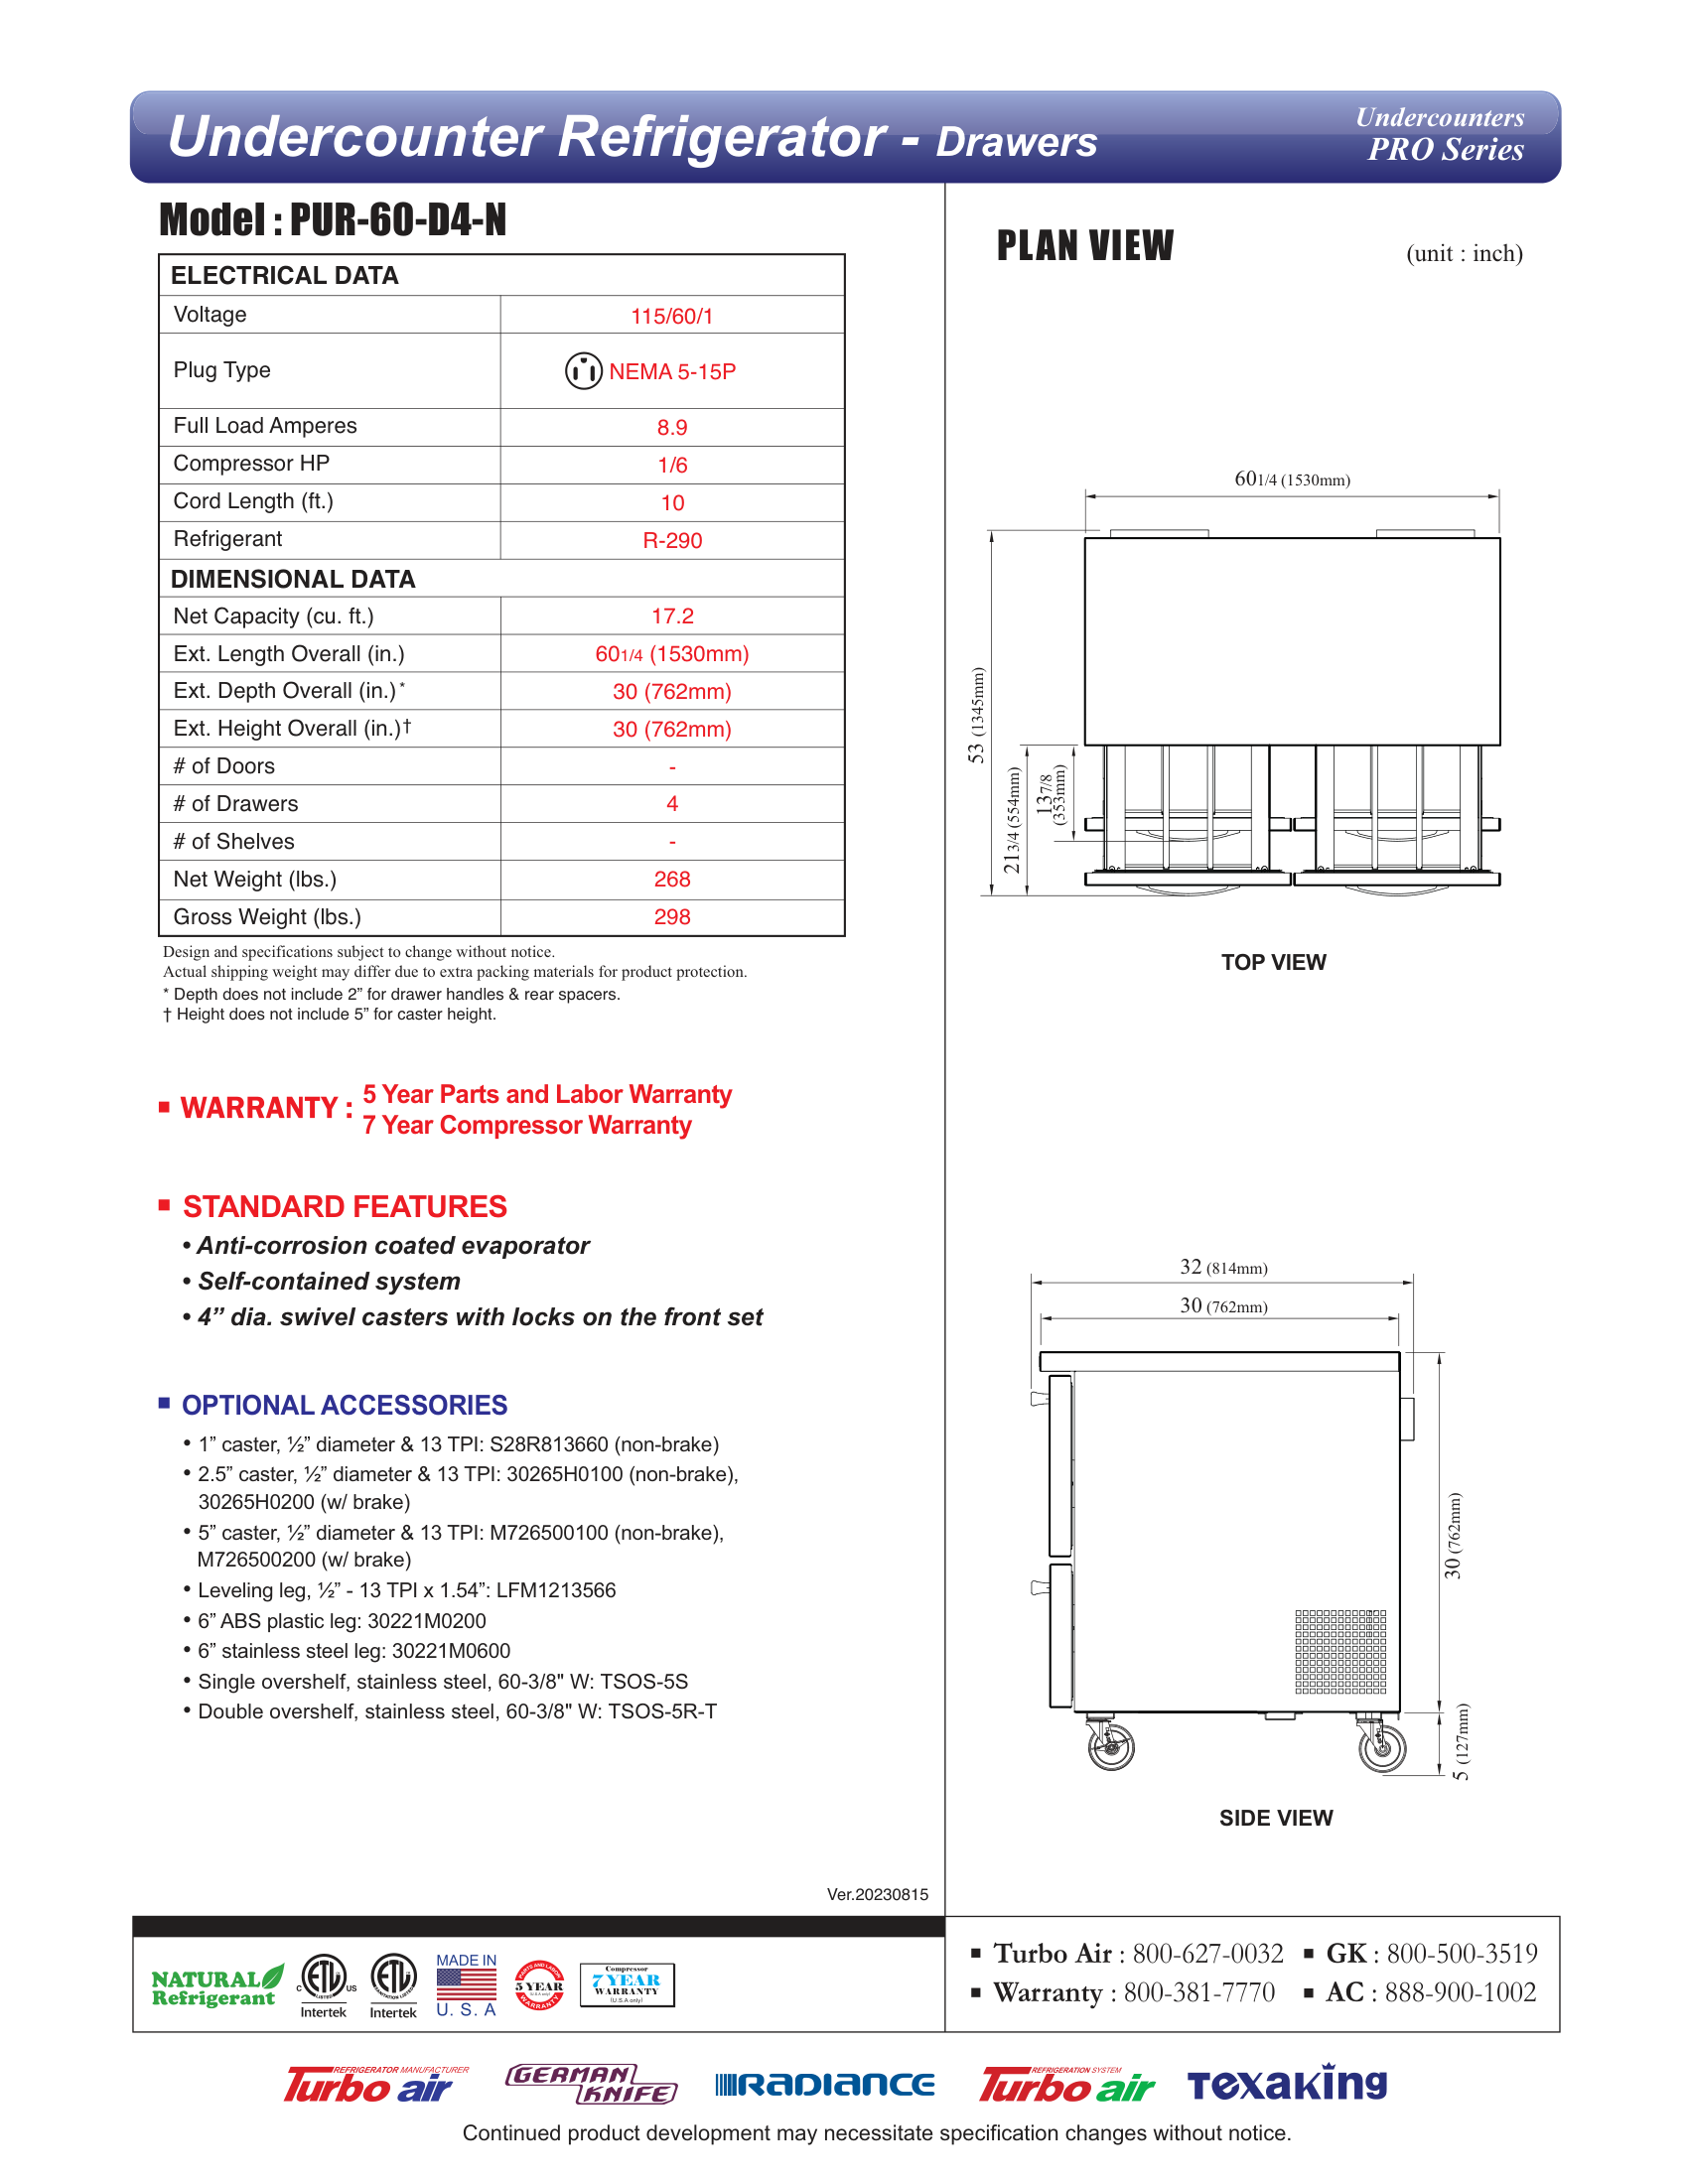 Undercounter Refrigerator - Drawers
Undercounters
PRO Series
Model : PUR-60-D4-N
ELECTRICAL DATA
Voltage 115/60/1
Plug Type NEMA 5-15P
Full Load Amperes 8.9
Compressor HP 1/6
Cord Length (ft.) 10
Refrigerant R-290
DIMENSIONAL DATA
Net Capacity (cu. ft.) 17.2
Ext. Length Overall (in.) 601/4 (1530mm)
Ext. Depth Overall (in.)* 30 (762mm)
Ext. Height Overall (in.)† 30 (762mm)
# of Doors -
# of Drawers 4
# of Shelves -
Net Weight (lbs.) 268
Gross Weight (lbs.) 298
Design and specifications subject to change without notice.
Actual shipping weight may differ due to extra packing materials for product protection.
* Depth does not include 2” for drawer handles & rear spacers.
† Height does not include 5” for caster height.
■ WARRANTY : 5 Year Parts and Labor Warranty
7 Year Compressor Warranty
■ STANDARD FEATURES
• Anti-corrosion coated evaporator
• Self-contained system
• 4” dia. swivel casters with locks on the front set
■ OPTIONAL ACCESSORIES
• 1” caster, ½” diameter & 13 TPI: S28R813660 (non-brake)
• 2.5” caster, ½” diameter & 13 TPI: 30265H0100 (non-brake),
30265H0200 (w/ brake)
• 5” caster, ½” diameter & 13 TPI: M726500100 (non-brake),
M726500200 (w/ brake)
• Leveling leg, ½” - 13 TPI x 1.54”: LFM1213566
• 6” ABS plastic leg: 30221M0200
• 6” stainless steel leg: 30221M0600
• Single overshelf, stainless steel, 60-3/8" W: TSOS-5S
• Double overshelf, stainless steel, 60-3/8" W: TSOS-5R-T
Ver.20230815
PLAN VIEW
(unit : inch)
601/4 (1530mm)
53 (1345mm)
213/4 (554mm)
137/8
(353mm)
TOP VIEW
32 (814mm)
30 (762mm)
30 (762mm)
5 (127mm)
SIDE VIEW
NATURAL
Refrigerant
C ETL US
LISTED
Intertek
ETL
SANITATION LISTED
Intertek
MADE IN
U. S. A
PARTS AND LABOR
5 YEAR
(U.S.A only)
WARRANTY
Compressor
7 YEAR
WARRANTY
(U.S.A only)
■ Turbo Air : 800-627-0032 ■ GK : 800-500-3519
■ Warranty : 800-381-7770 ■ AC : 888-900-1002
REFRIGERATOR MANUFACTURER
Turbo air
GERMAN
KNIFE
RADIANCE
REFRIGERATION SYSTEM
Turbo air
Texaking
Continued product development may necessitate specification changes without notice.